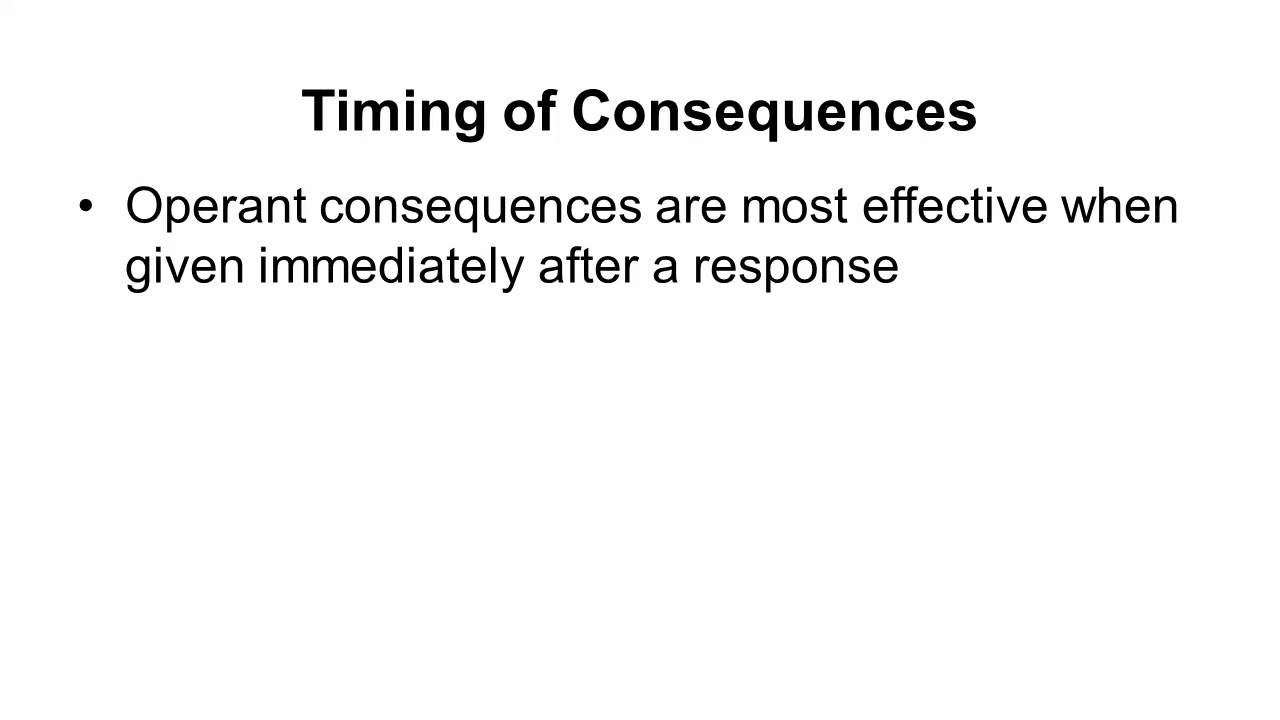 Timing of Consequences
• Operant consequences are most effective when
given immediately after a response